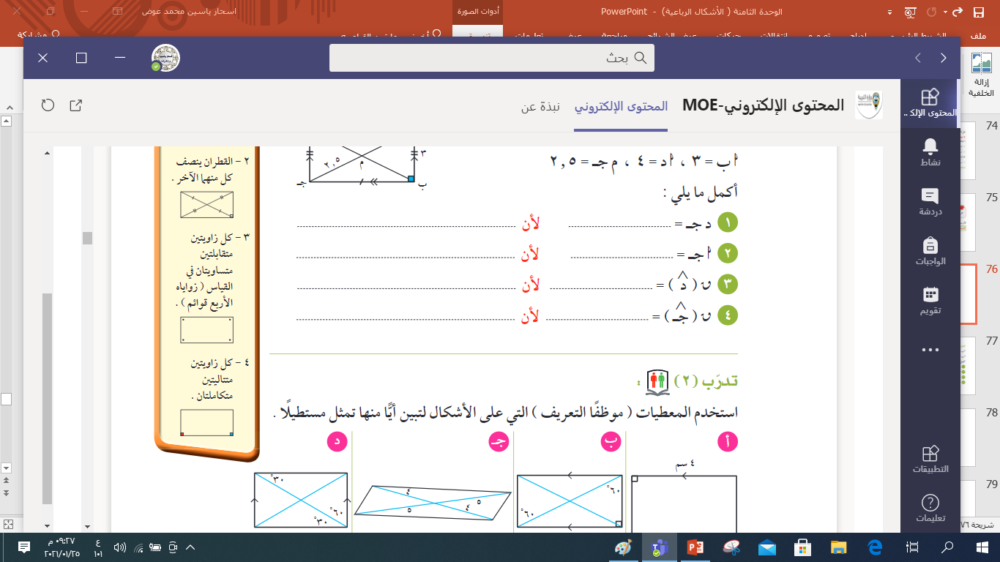 الوحدة الثامنة ( الأشكال الرباعية) - PowerPoint
أدوات الصورة
اسحار ياسين محمد عوض
ملف
مشاركة
بحث
إزالة
الخلفية
المحتوى الإلكتروني-MOE
المحتوى الإلكتروني
نبذة عن
المحتوى الإلكـ ..
نشاط
دردشة
الواجبات
تقويم
التطبيقات
تعليمات
74
75
76
77
78
79
أ ب = ٣ ، أ د = ٤ ، م جـ = ٢,٥
أكمل ما يلي :
١ د جـ = لأن
٢ أ جـ = لأن
٣ ق ( د ) = لأن
٤ ق ( جـ ) = لأن
٣
٢,٥
م
جـ
ب
٢ - القطران ينصف
كل منهما الآخر .
٣ - كل زاويتين
متقابلتين
متساويتان في
القياس ( زواياه
الأربع قوائم ) .
٤ - كل زاويتين
متتاليتين
متكاملتان .
تدرّب (٢) :
استخدم المعطيات ( موظفًا التعريف ) التي على الأشكال لتبين أيًّا منها تمثل مستطيلًا .
أ
ب
جـ
د
٤ سم
٦٠°
٦٠°
٤
٥
٥
٤
٣٠°
٦٠°
٣٠°
شريحة ٧٦
٠٩:٢٧ م
٢٠٢١/٠١/٢٥
ع
١٠١